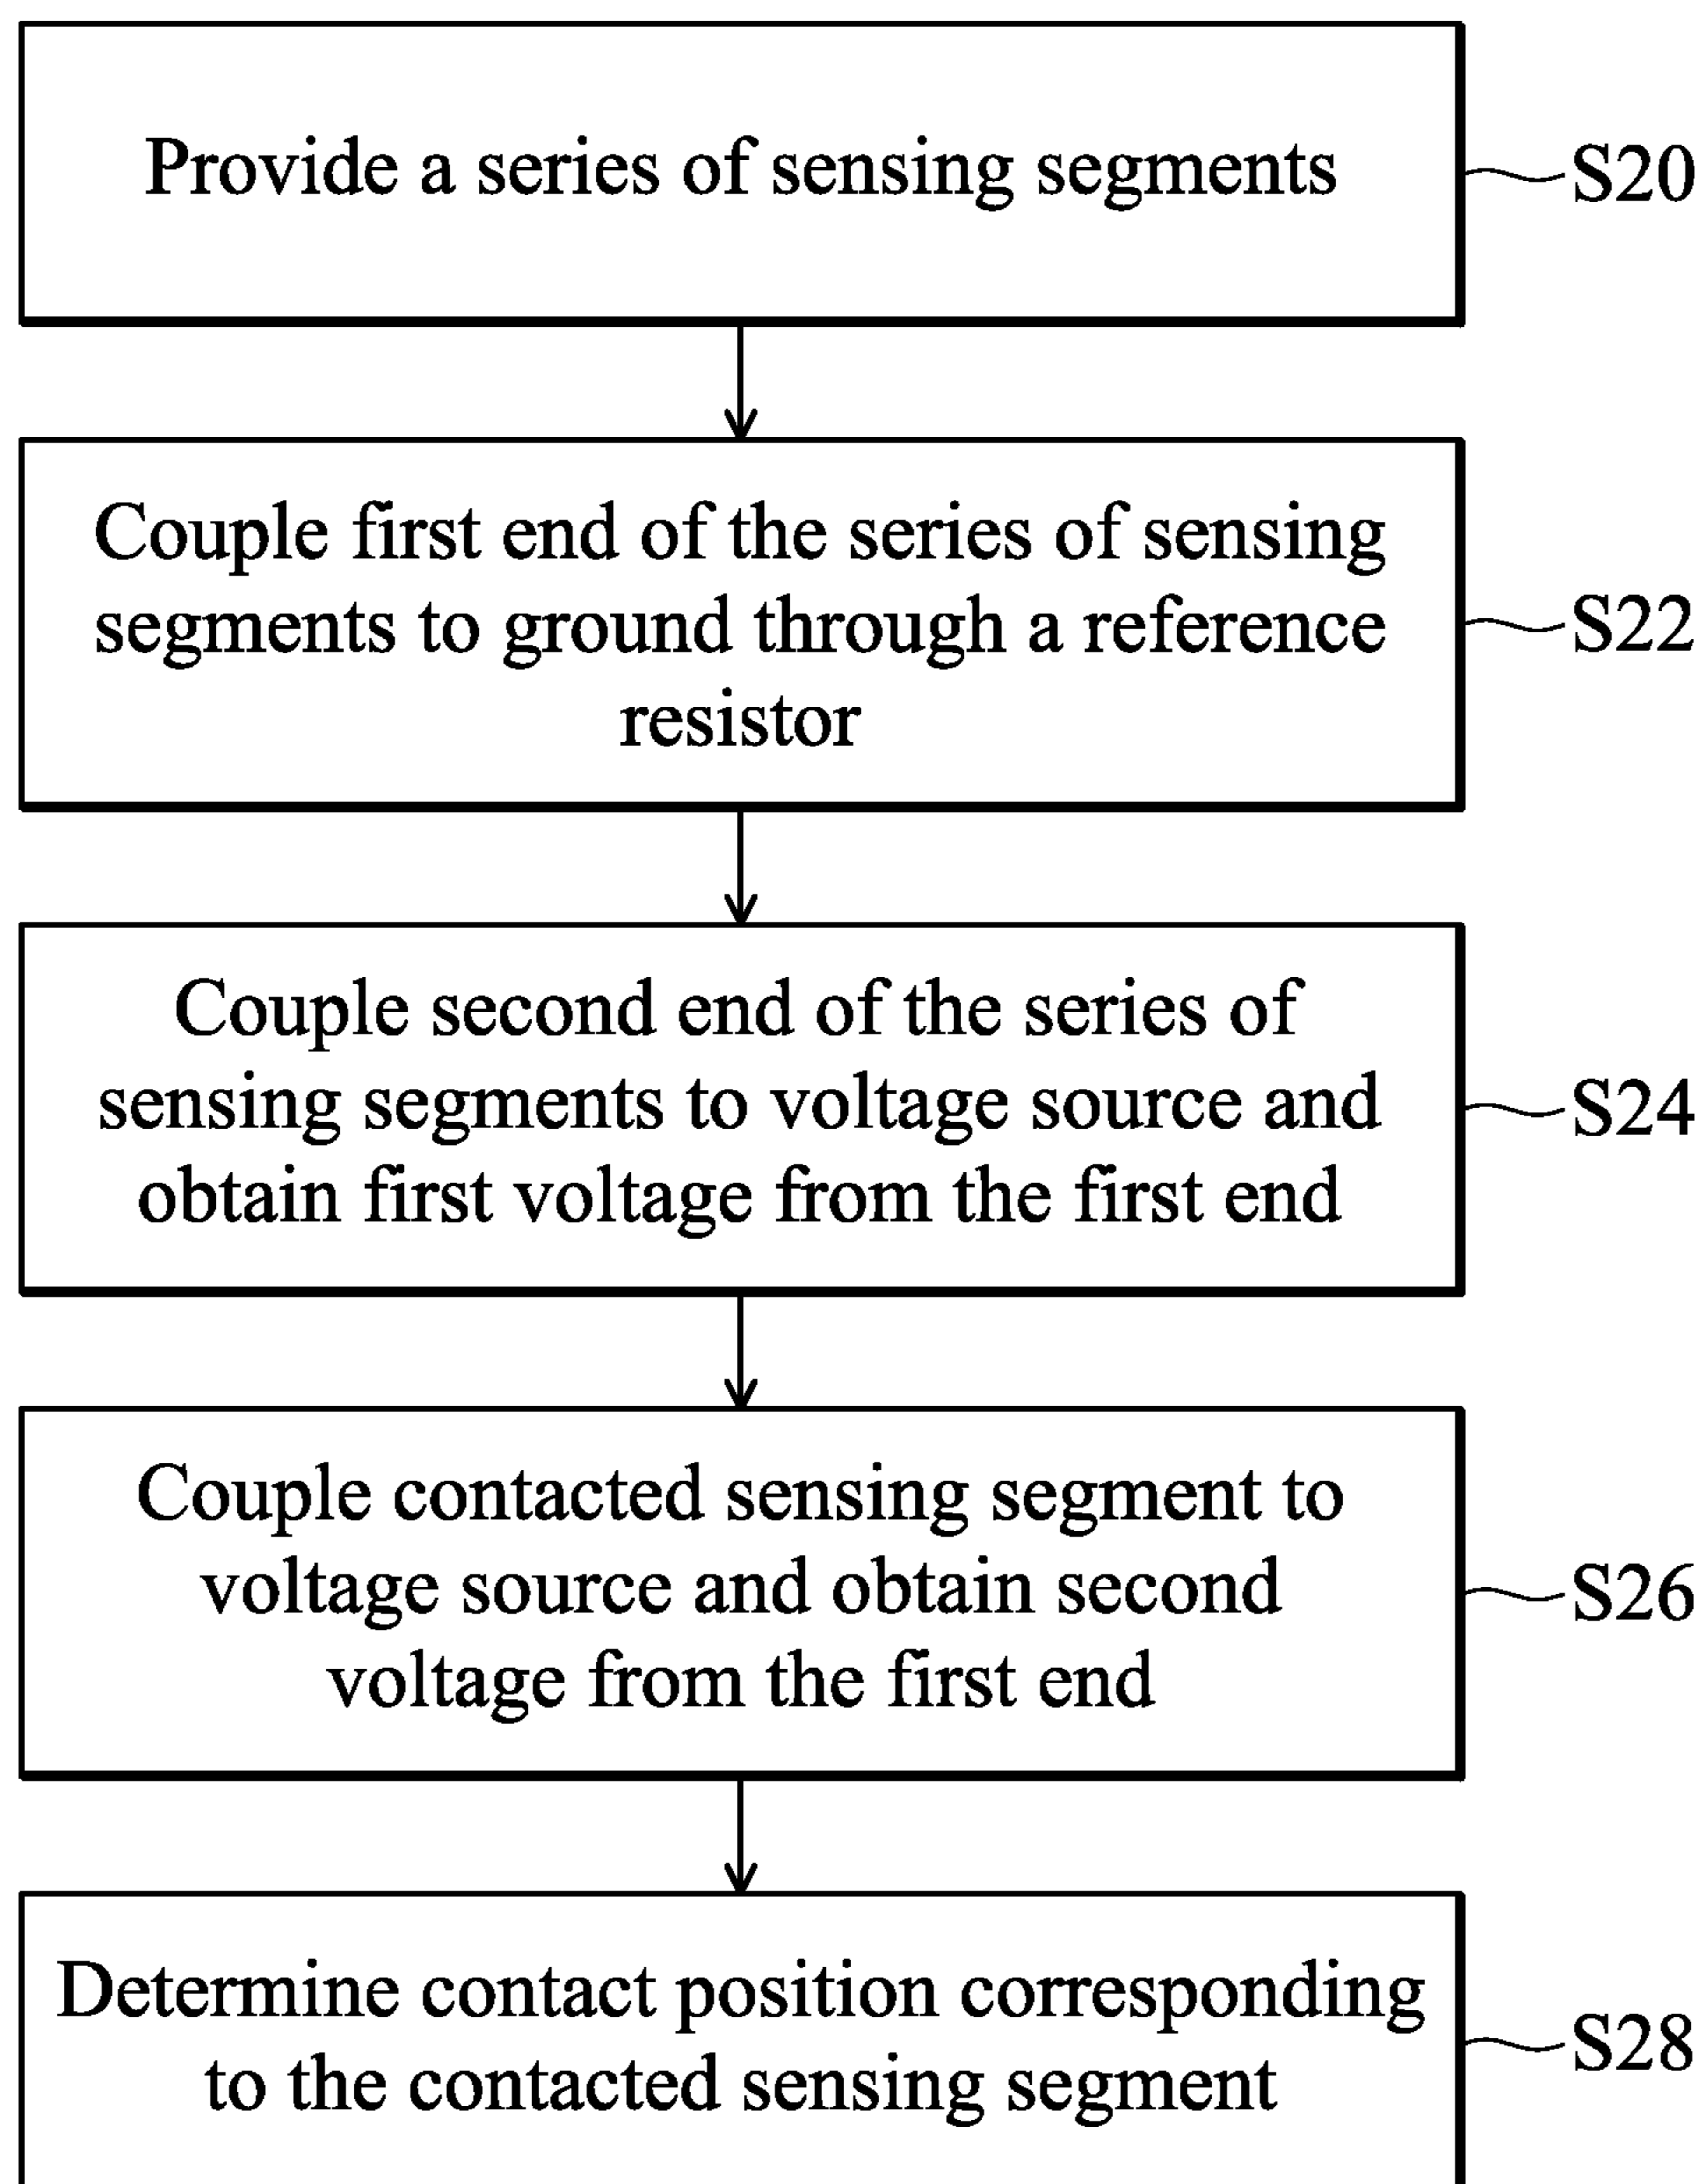 Provide a series of sensing segments
S20
Couple first end of the series of sensing
segments to ground through a reference
resistor
S22
Couple second end of the series of
sensing segments to voltage source and
obtain first voltage from the first end
S24
Couple contacted sensing segment to
voltage source and obtain second
voltage from the first end
S26
Determine contact position corresponding
to the contacted sensing segment
S28